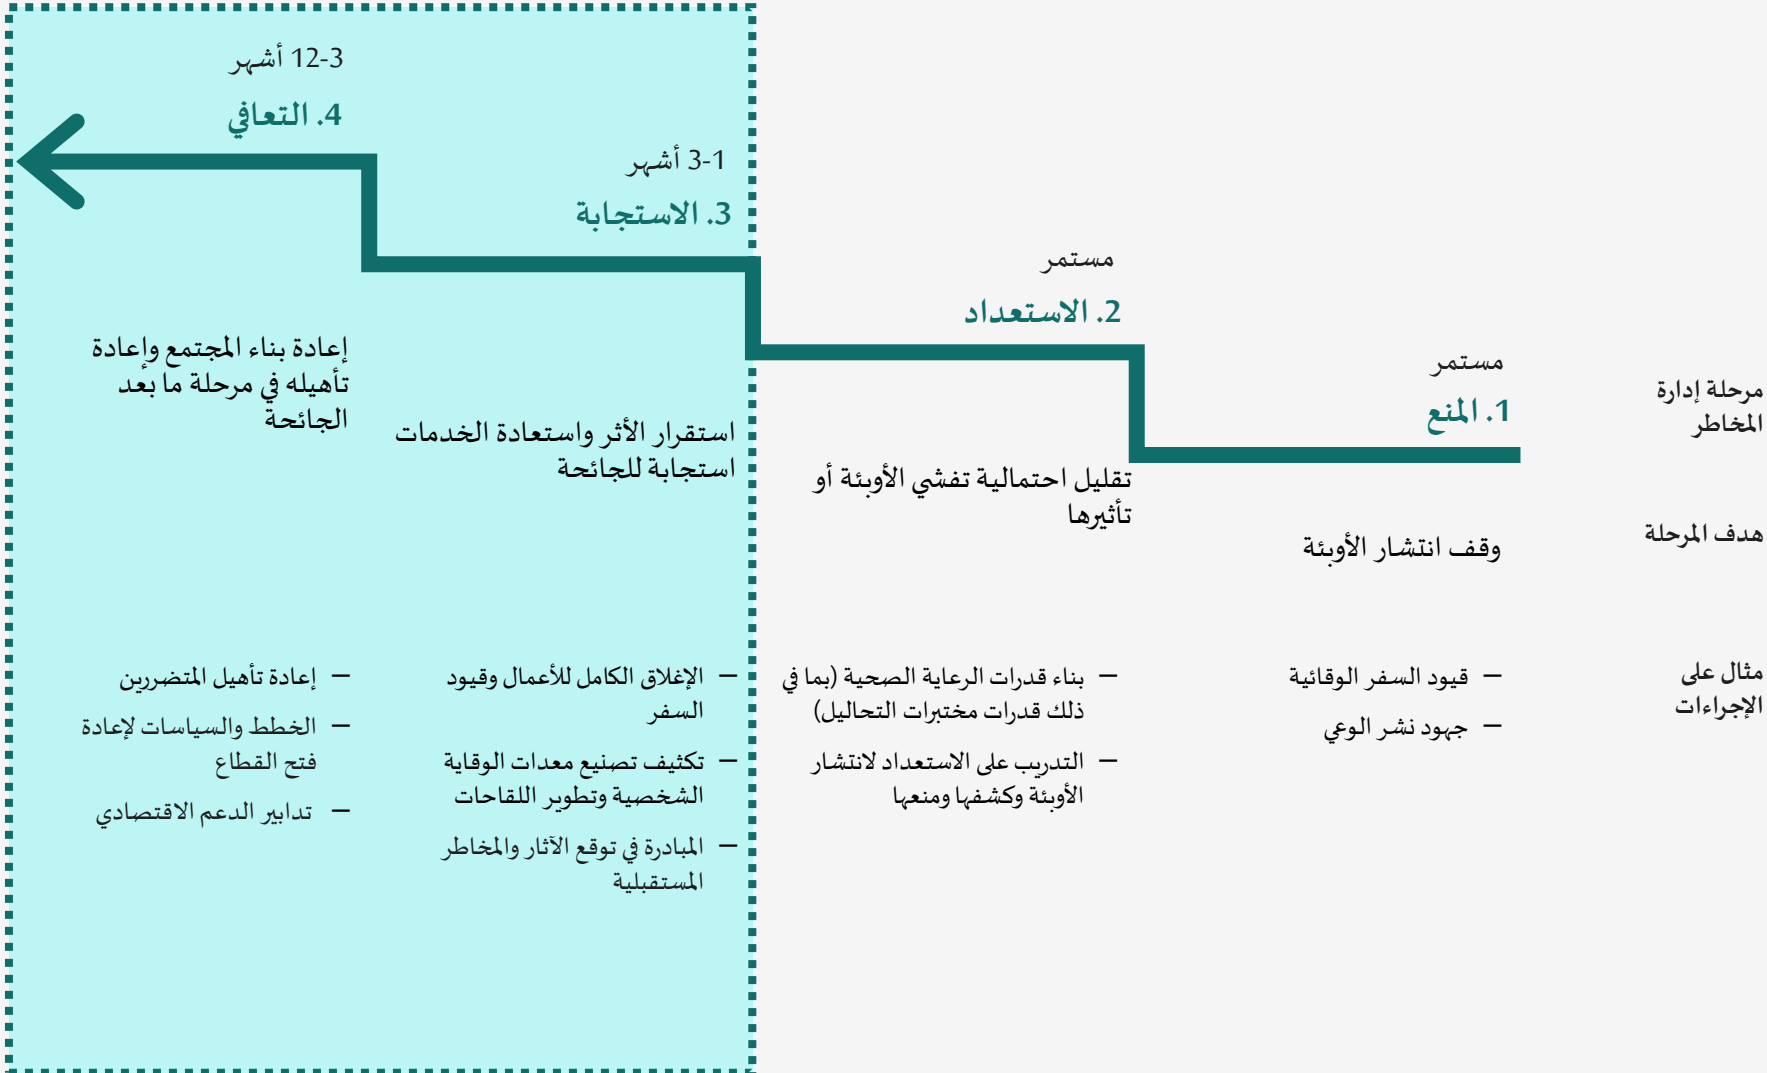 مرحلة إدارة
المخاطر
مستمر
1. المنع
مستمر
2. الاستعداد
1-3 أشهر
3. الاستجابة
3-12 أشهر
4. التعافي
هدف المرحلة
وقف انتشار الأوبئة
تقليل احتمالية تفشي الأوبئة أو
تأثيرها
استقرار الأثر واستعادة الخدمات
استجابة للجائحة
إعادة بناء المجتمع وإعادة
تأهيله في مرحلة ما بعد
الجائحة
مثال على
الإجراءات
– قيود السفر الوقائية
– جهود نشر الوعي
– بناء قدرات الرعاية الصحية (بما في
ذلك قدرات مختبرات التحاليل)
– التدريب على الاستعداد لانتشار
الأوبئة وكشفها ومنعها
– الإغلاق الكامل للأعمال وقيود
السفر
– تكثيف تصنيع معدات الوقاية
الشخصية وتطوير اللقاحات
– المبادرة في توقع الآثار والمخاطر
المستقبلية
– إعادة تأهيل المتضررين
– الخطط والسياسات لإعادة
فتح القطاع
– تدابير الدعم الاقتصادي